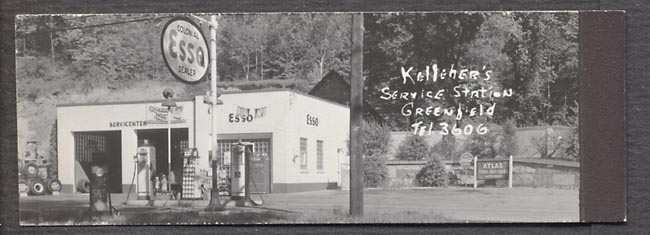 COLONIAL
Esso
DEALER
SERVICENTER
ESSO
ESSO
Kelleher's
Service Station
Greenfield
Tel 3606
ATLAS